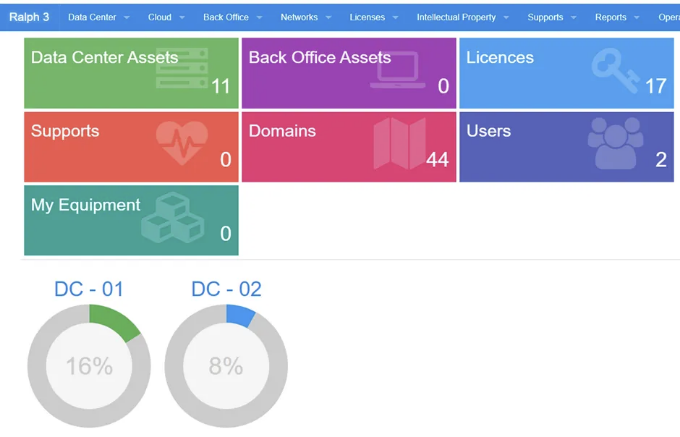 Ralph 3 Data Center Cloud Back Office Networks Licenses Intellectual Property Supports Reports Opera
Data Center Assets
11
Back Office Assets
0
Licences
17
Supports
0
Domains
44
Users
2
My Equipment
0
DC - 01
DC - 02
16%
8%